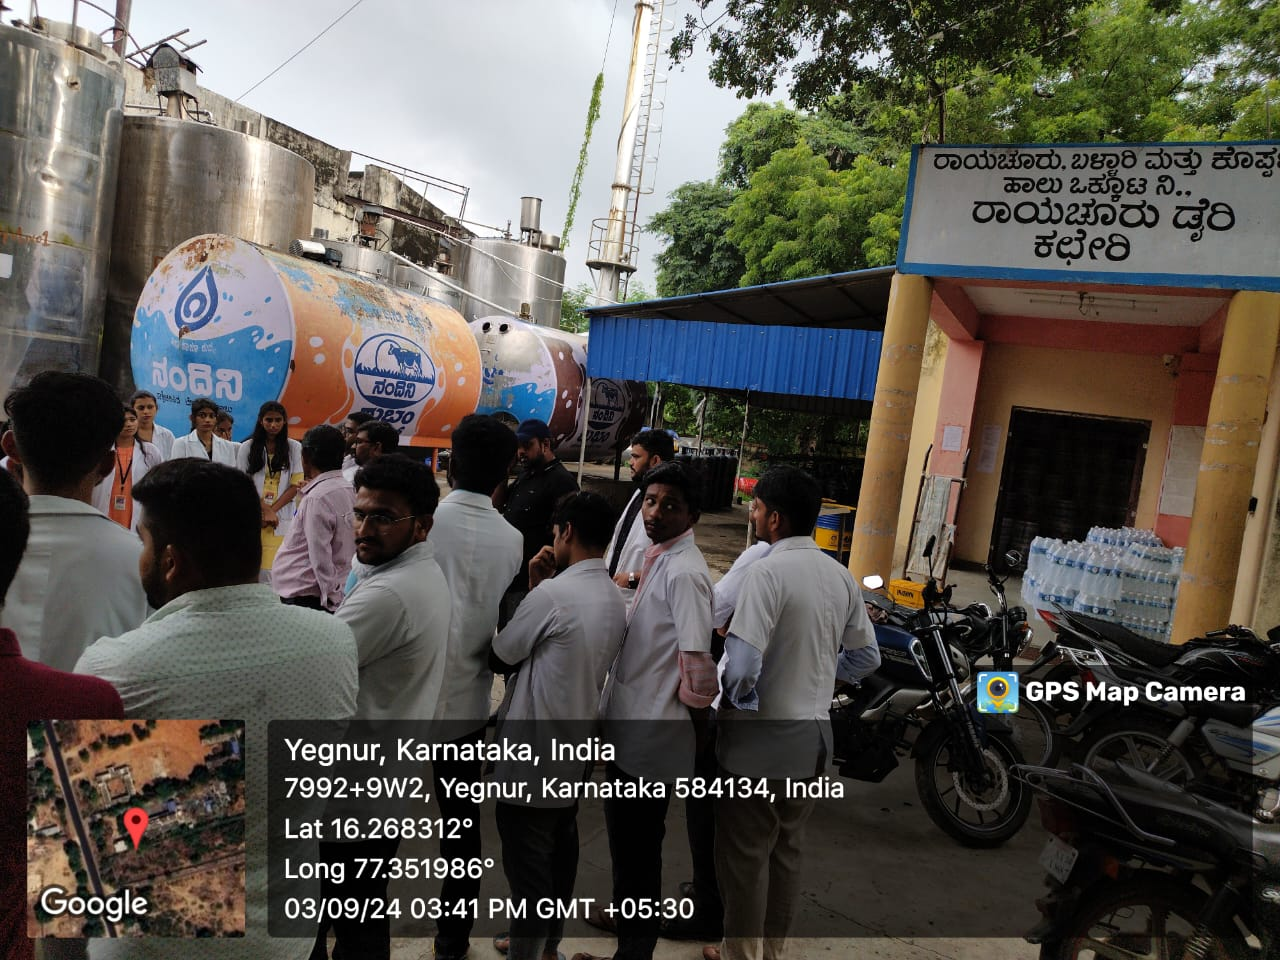 ರಾಯಚೂರು, ಬಳ್ಳಾರಿ ಮತ್ತು ಕೊಪ್ಪಳ
ಹಾಲು ಒಕ್ಕೂಟ ನಿ..
ರಾಯಚೂರು ಡೈರಿ
ಕಛೇರಿ
ನಂದಿನಿ
ನಂದಿನಿ
ಶುಭಂ
ನಂದಿನಿ
GPS Map Camera
Yegnur, Karnataka, India
7992+9W2, Yegnur, Karnataka 584134, India
Lat 16.268312°
Long 77.351986°
03/09/24 03:41 PM GMT +05:30
Google